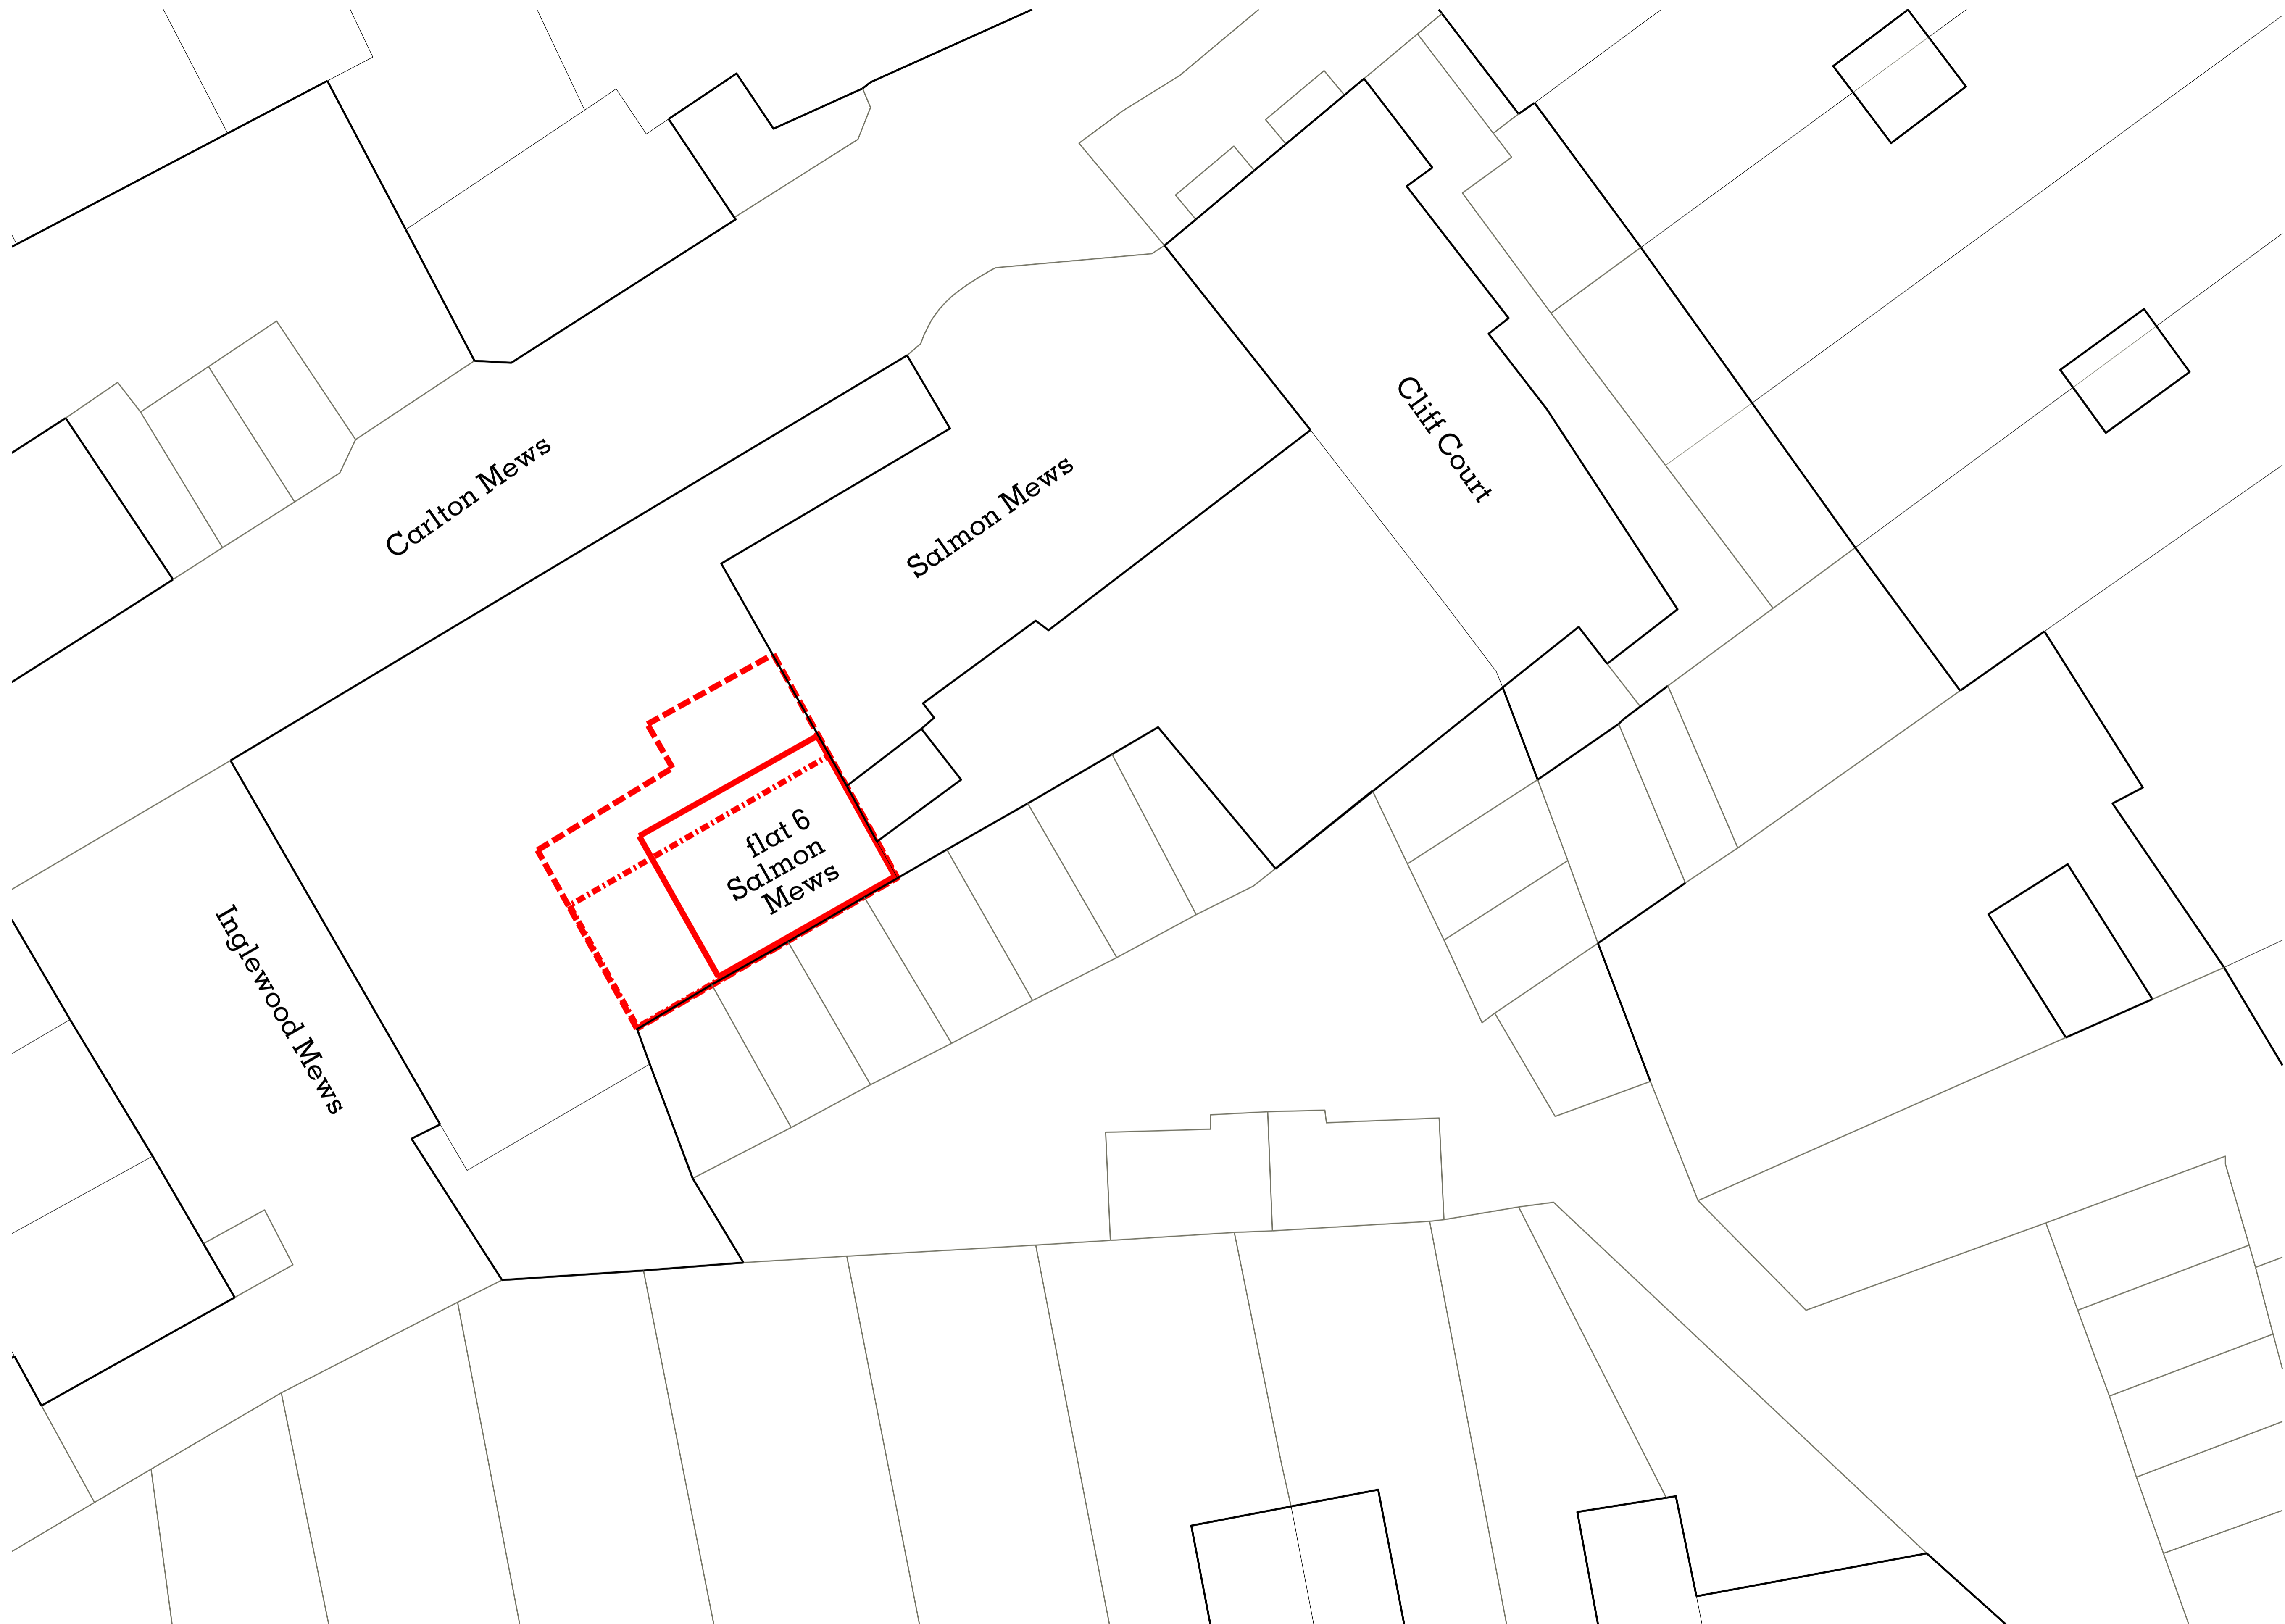 Cliff Court
Carlton Mews
Salmon Mews
flat 6
Salmon
Mews
Inglewood Mews